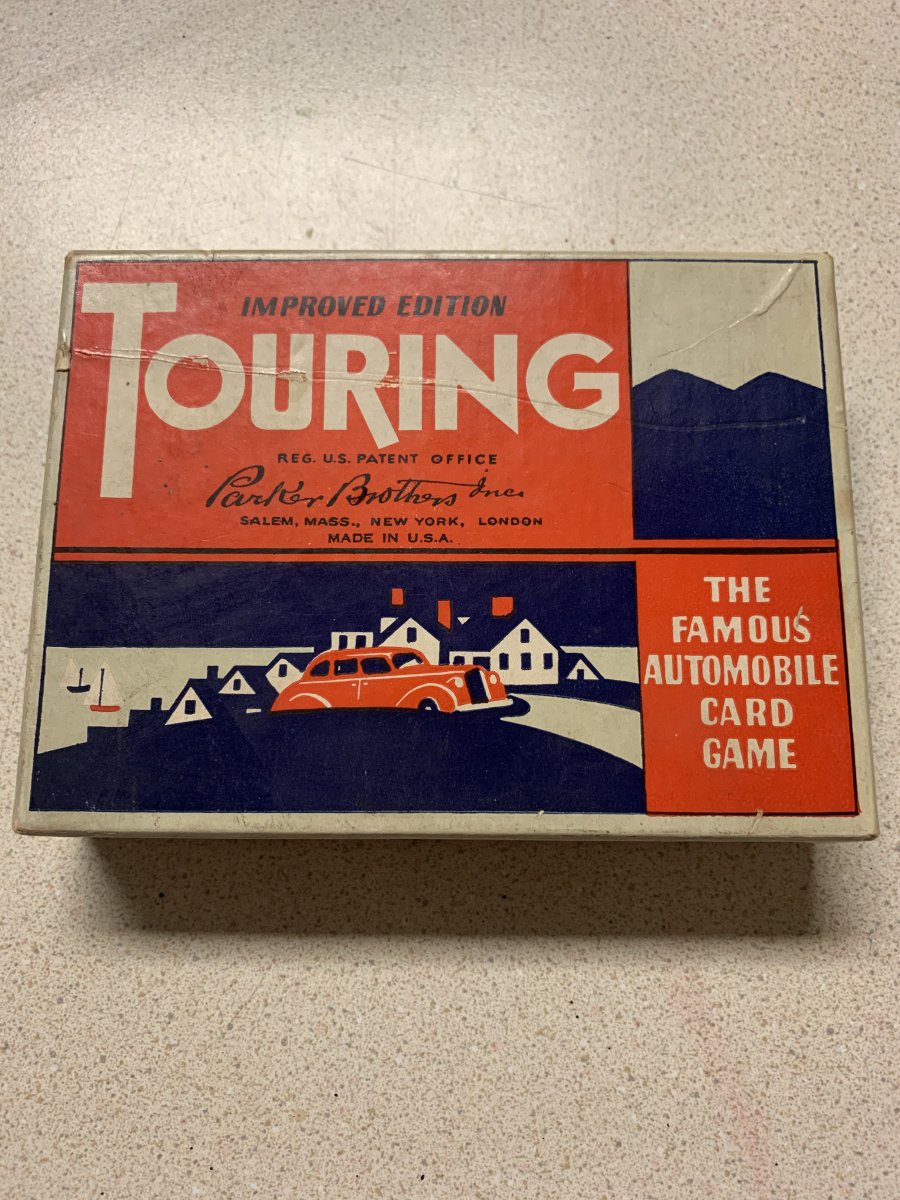 IMPROVED EDITION
TOURING
REG. U.S. PATENT OFFICE
Parker Brothers Inc.
SALEM, MASS., NEW YORK, LONDON
MADE IN U.S.A.
THE
FAMOUS
AUTOMOBILE
CARD
GAME